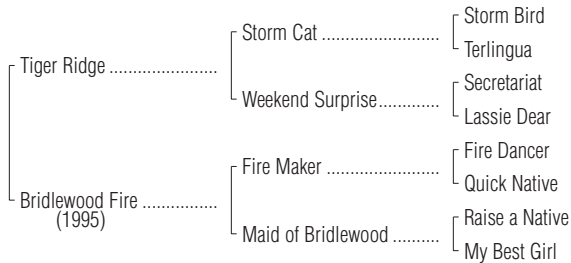 Storm Bird
Storm Cat ........................
Terlingua
Tiger Ridge ......................
Secretariat
Weekend Surprise.............
Lassie Dear
Fire Dancer
Fire Maker .......................
Quick Native
Bridlewood Fire ...............
(1995)
Raise a Native
Maid of Bridlewood ..........
My Best Girl